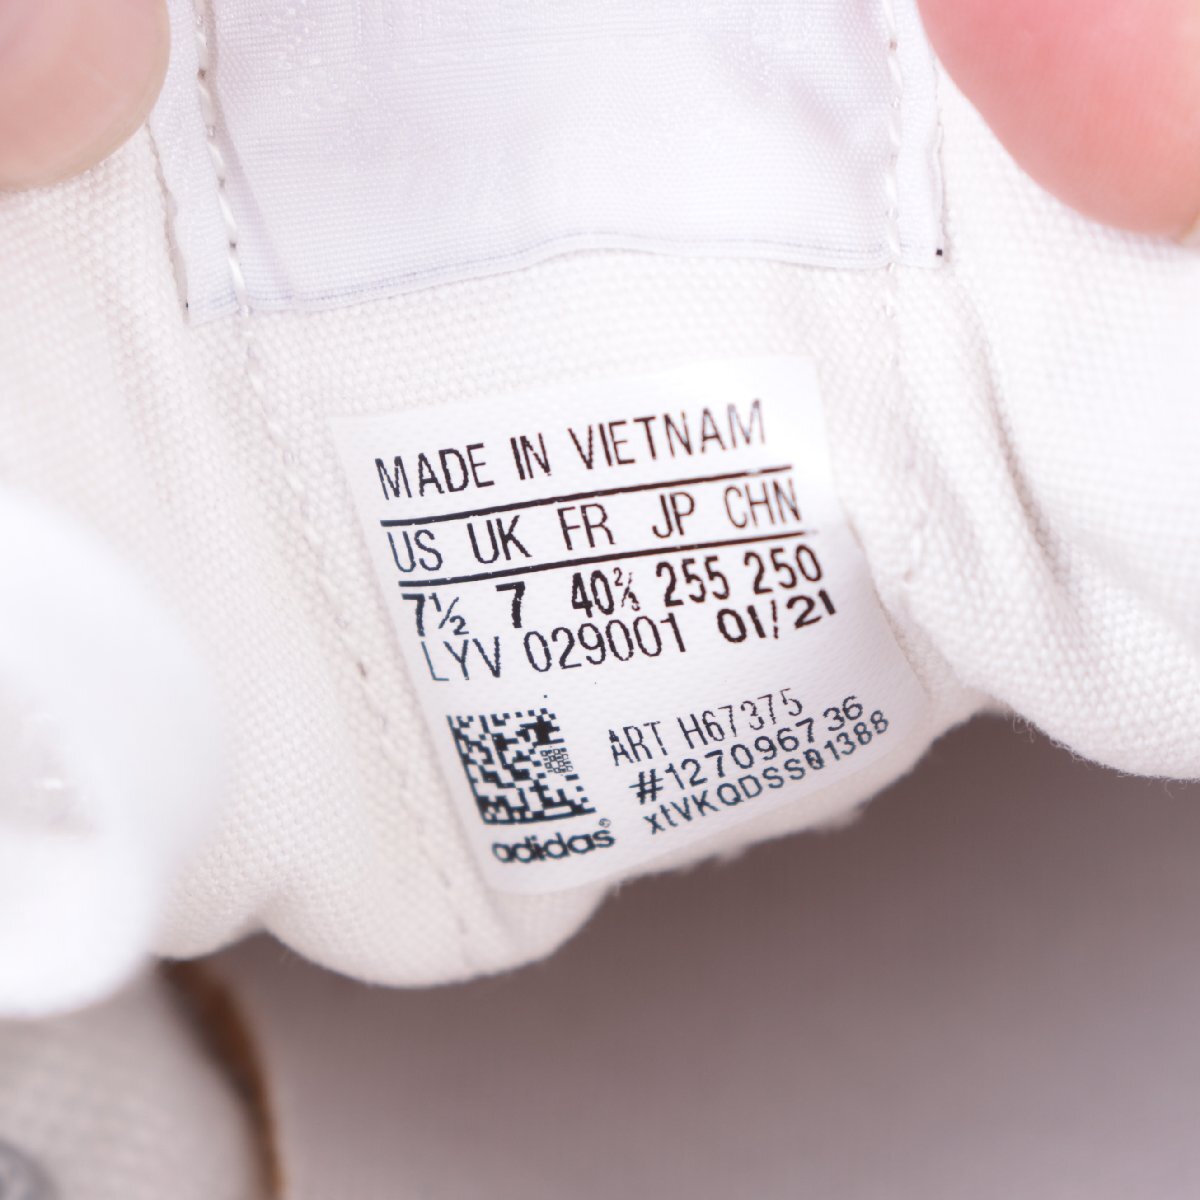 MADE IN VIETNAM
US UK FR JP CHN
7½ 7 40⅔ 255 250
LYV 029001 01/21
ART H67375
#127096736
xtVKQDSSQ1388
adidas®